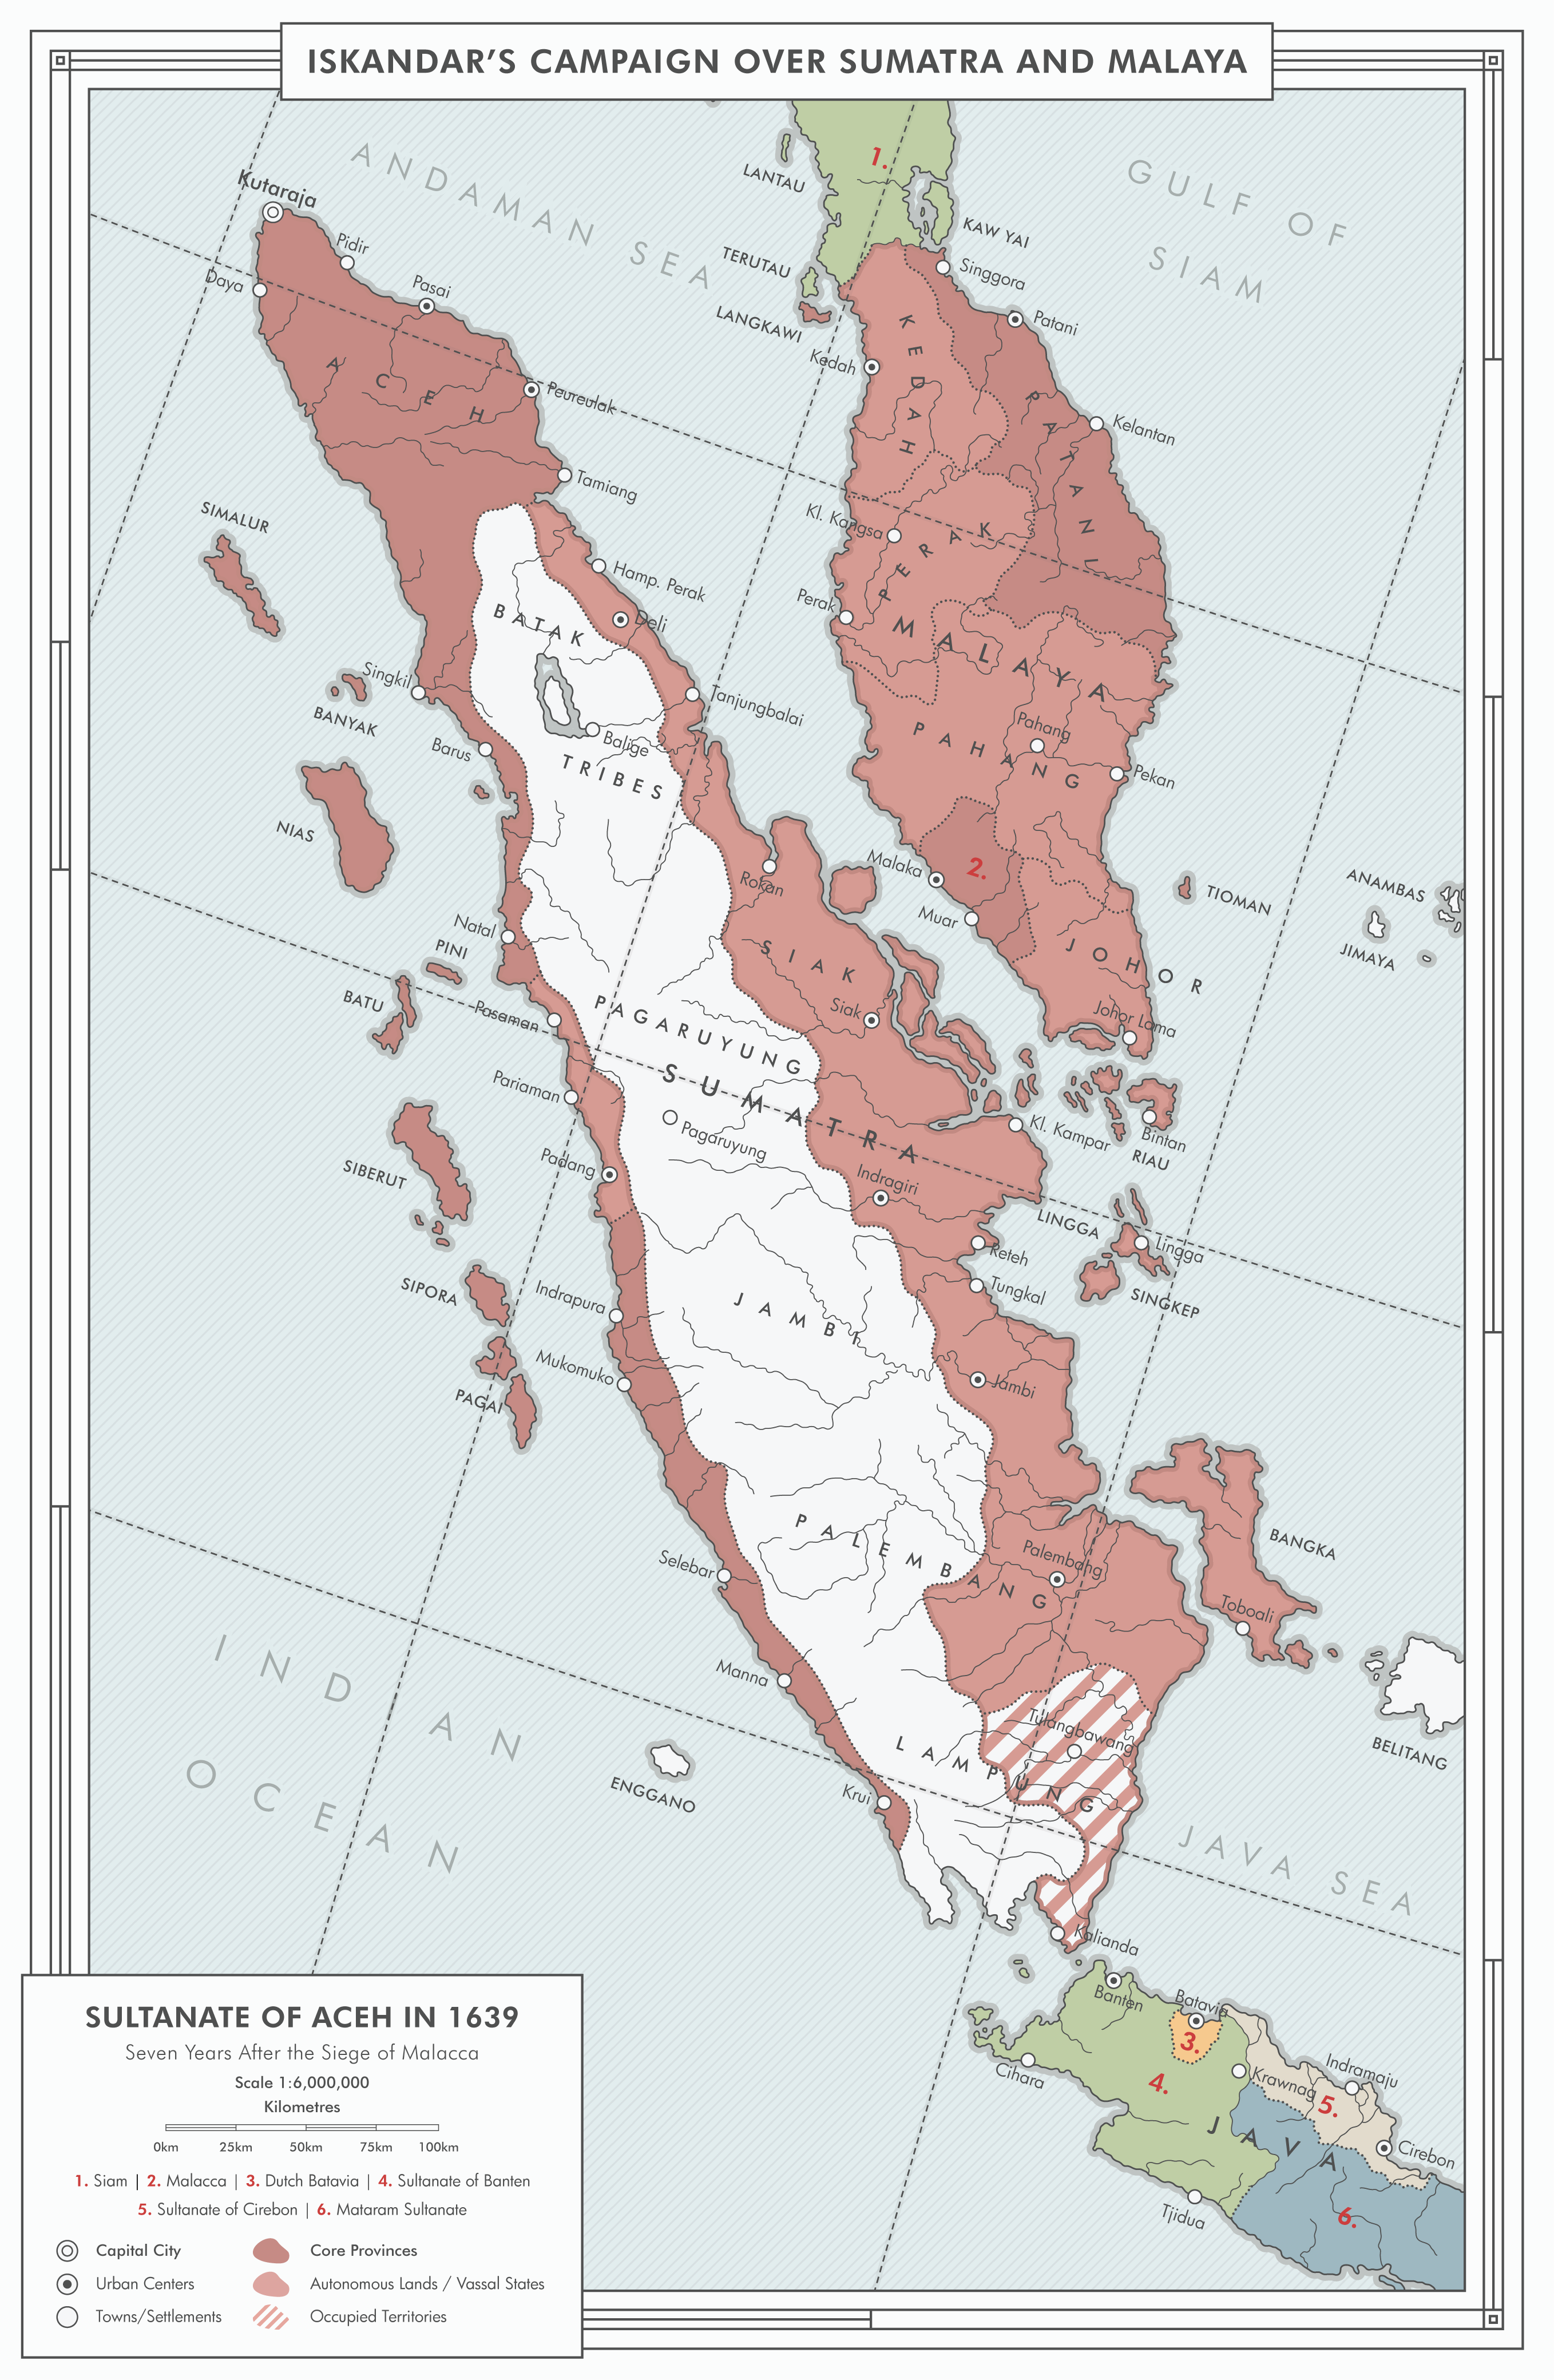 ISKANDAR'S CAMPAIGN OVER SUMATRA AND MALAYA
ANDAMAN SEA
GULF OF
SIAM
1.
LANTAU
KAW YAI
TERUTAU
LANGKAWI
Kutaraja
Pidir
Daya
Pasai
ACEH
Peureulak
Tamiang
Singgora
Patani
Kedah
KEDAH
PATANI
Kelantan
Kl. Kangsa
PERAK
Perak
MALAYA
SIMALUR
Hamp. Perak
Deli
BATAK
Singkil
BANYAK
Tanjungbalai
Barus
Balige
TRIBES
PAHANG
Pahang
Pekan
NIAS
Rokan
Malaka
2.
Muar
TIOMAN
ANAMBAS
JIMAYA
JOHOR
Johor Lama
Natal
PINI
BATU
Pasaman
SIAK
Siak
PAGARUYUNG
SUMATRA
Pariaman
Pagaruyung
Kl. Kampar
Bintan
RIAU
Padang
SIBERUT
Indragiri
LINGGA
Lingga
Reteh
Tungkal
SINGKEP
SIPORA
Indrapura
JAMBI
Mukomuko
Jambi
PAGAI
PALEMBANG
Palembang
BANGKA
Selebar
Toboali
Manna
INDIAN
OCEAN
Tulangbawang
BELITANG
LAMPUNG
ENGGANO
Krui
JAVA SEA
Kalianda
Banten
Batavia
3.
Cihara
4.
Krawnag
Indramaju
5.
JAVA
Cirebon
Tjidua
6.
SULTANATE OF ACEH IN 1639
Seven Years After the Siege of Malacca
Scale 1:6,000,000
Kilometres
0km 25km 50km 75km 100km
1. Siam | 2. Malacca | 3. Dutch Batavia | 4. Sultanate of Banten
5. Sultanate of Cirebon | 6. Mataram Sultanate
Capital City Core Provinces
Urban Centers Autonomous Lands / Vassal States
Towns/Settlements Occupied Territories